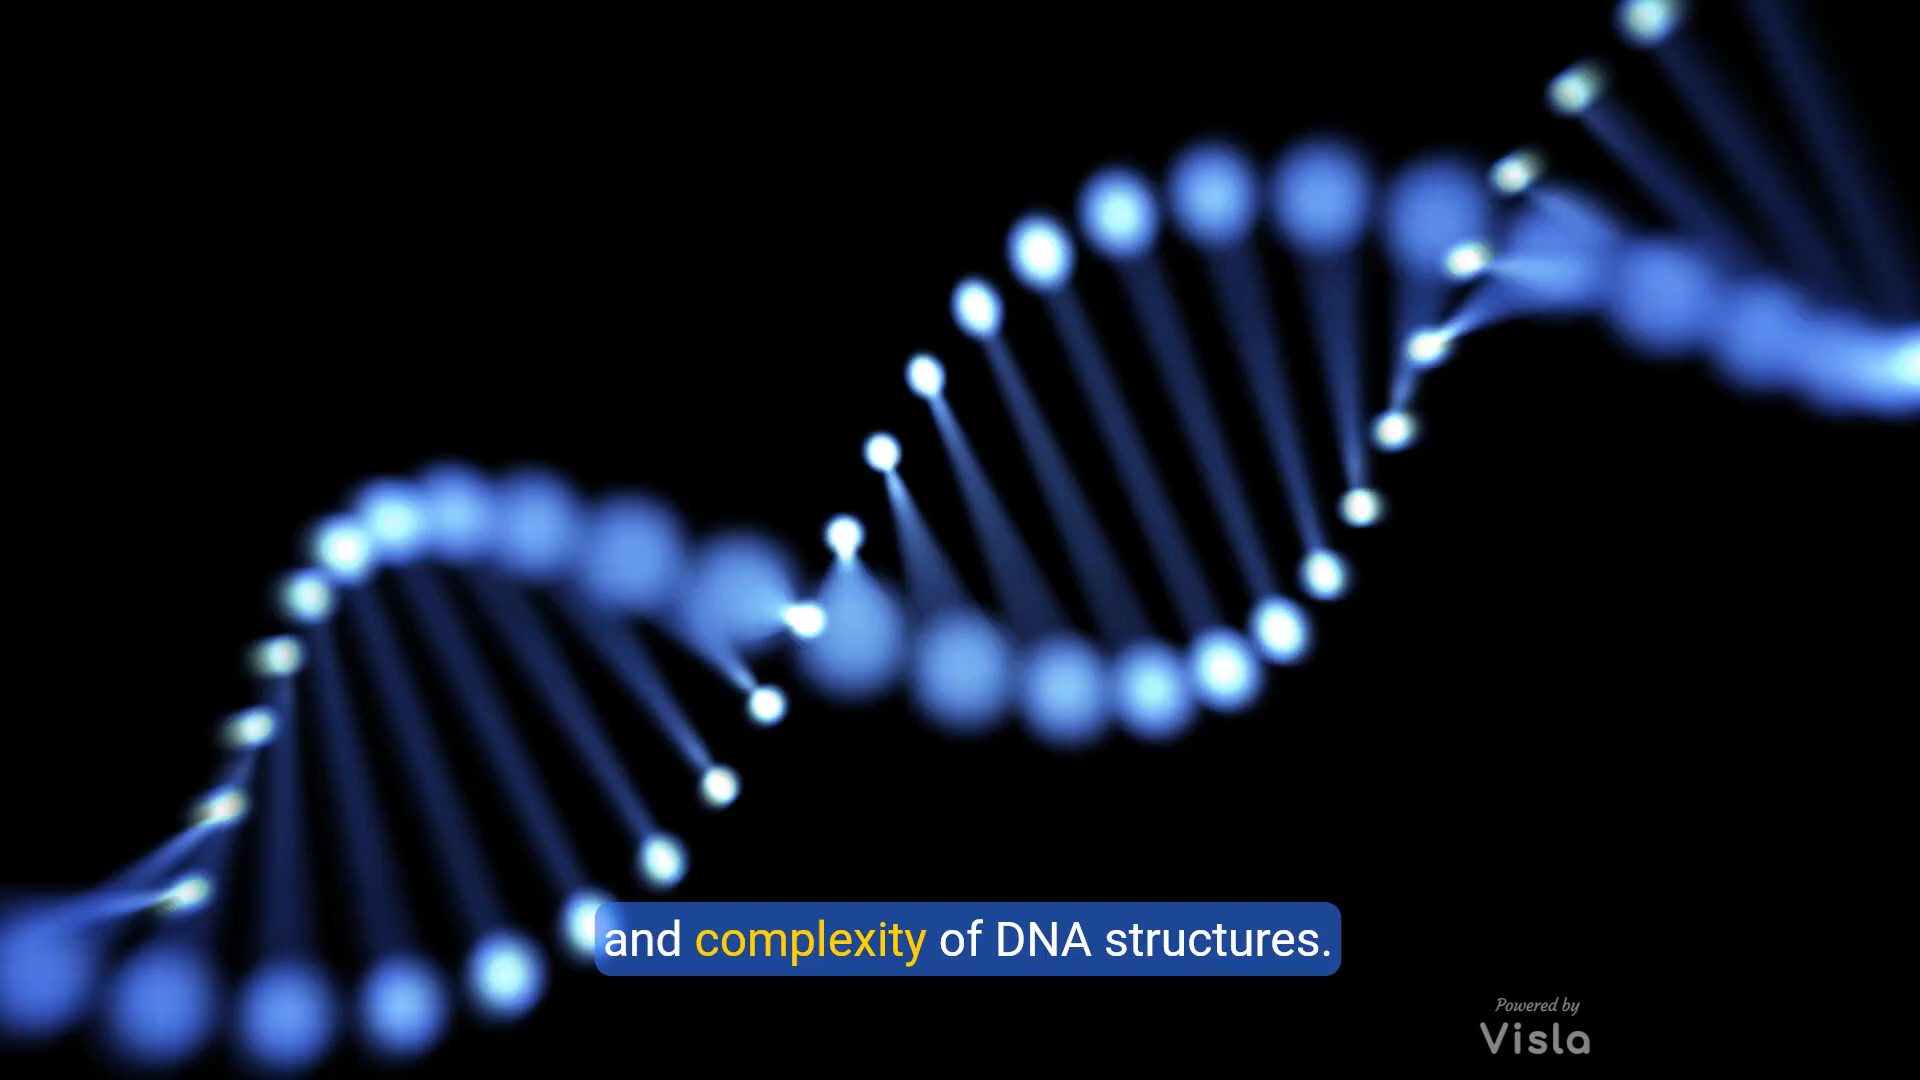 and complexity of DNA structures.
Powered by
Visla